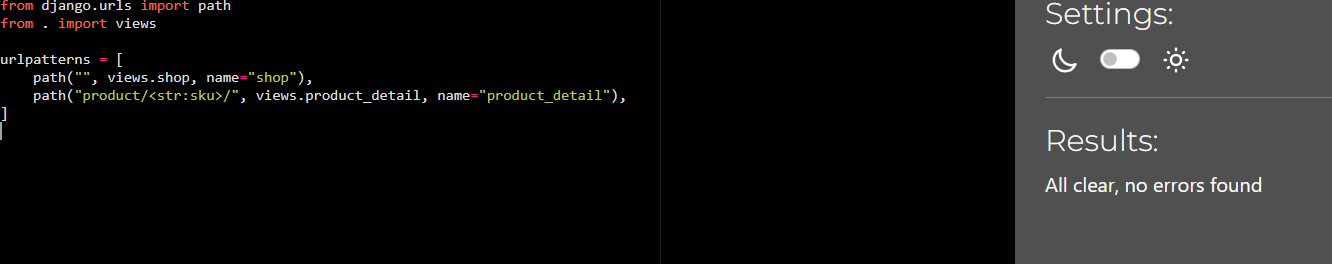 from django.urls import path
from . import views

urlpatterns = [
    path("", views.shop, name="shop"),
    path("product/<str:sku>/", views.product_detail, name="product_detail"),
]
Settings:
Results:
All clear, no errors found